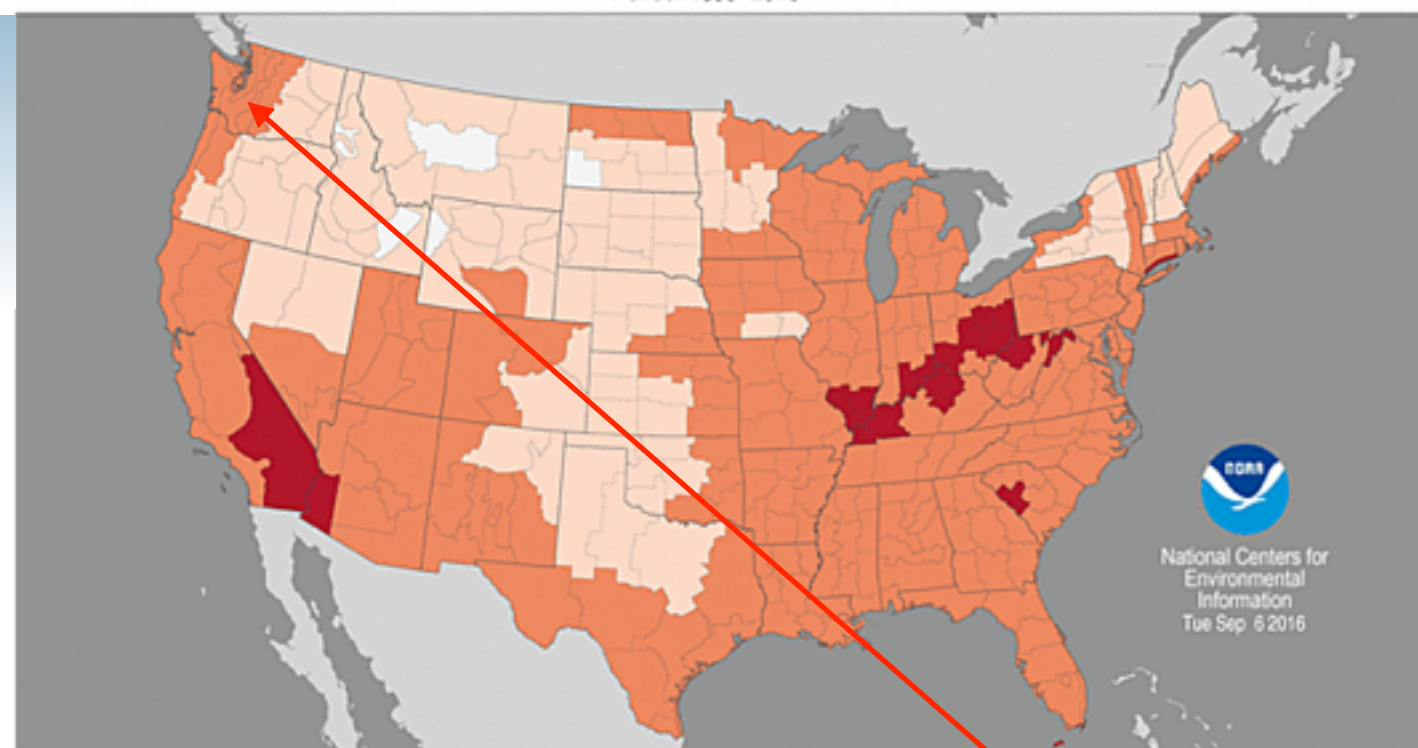 NOAA
National Centers for
Environmental
Information
Tue Sep 6 2016